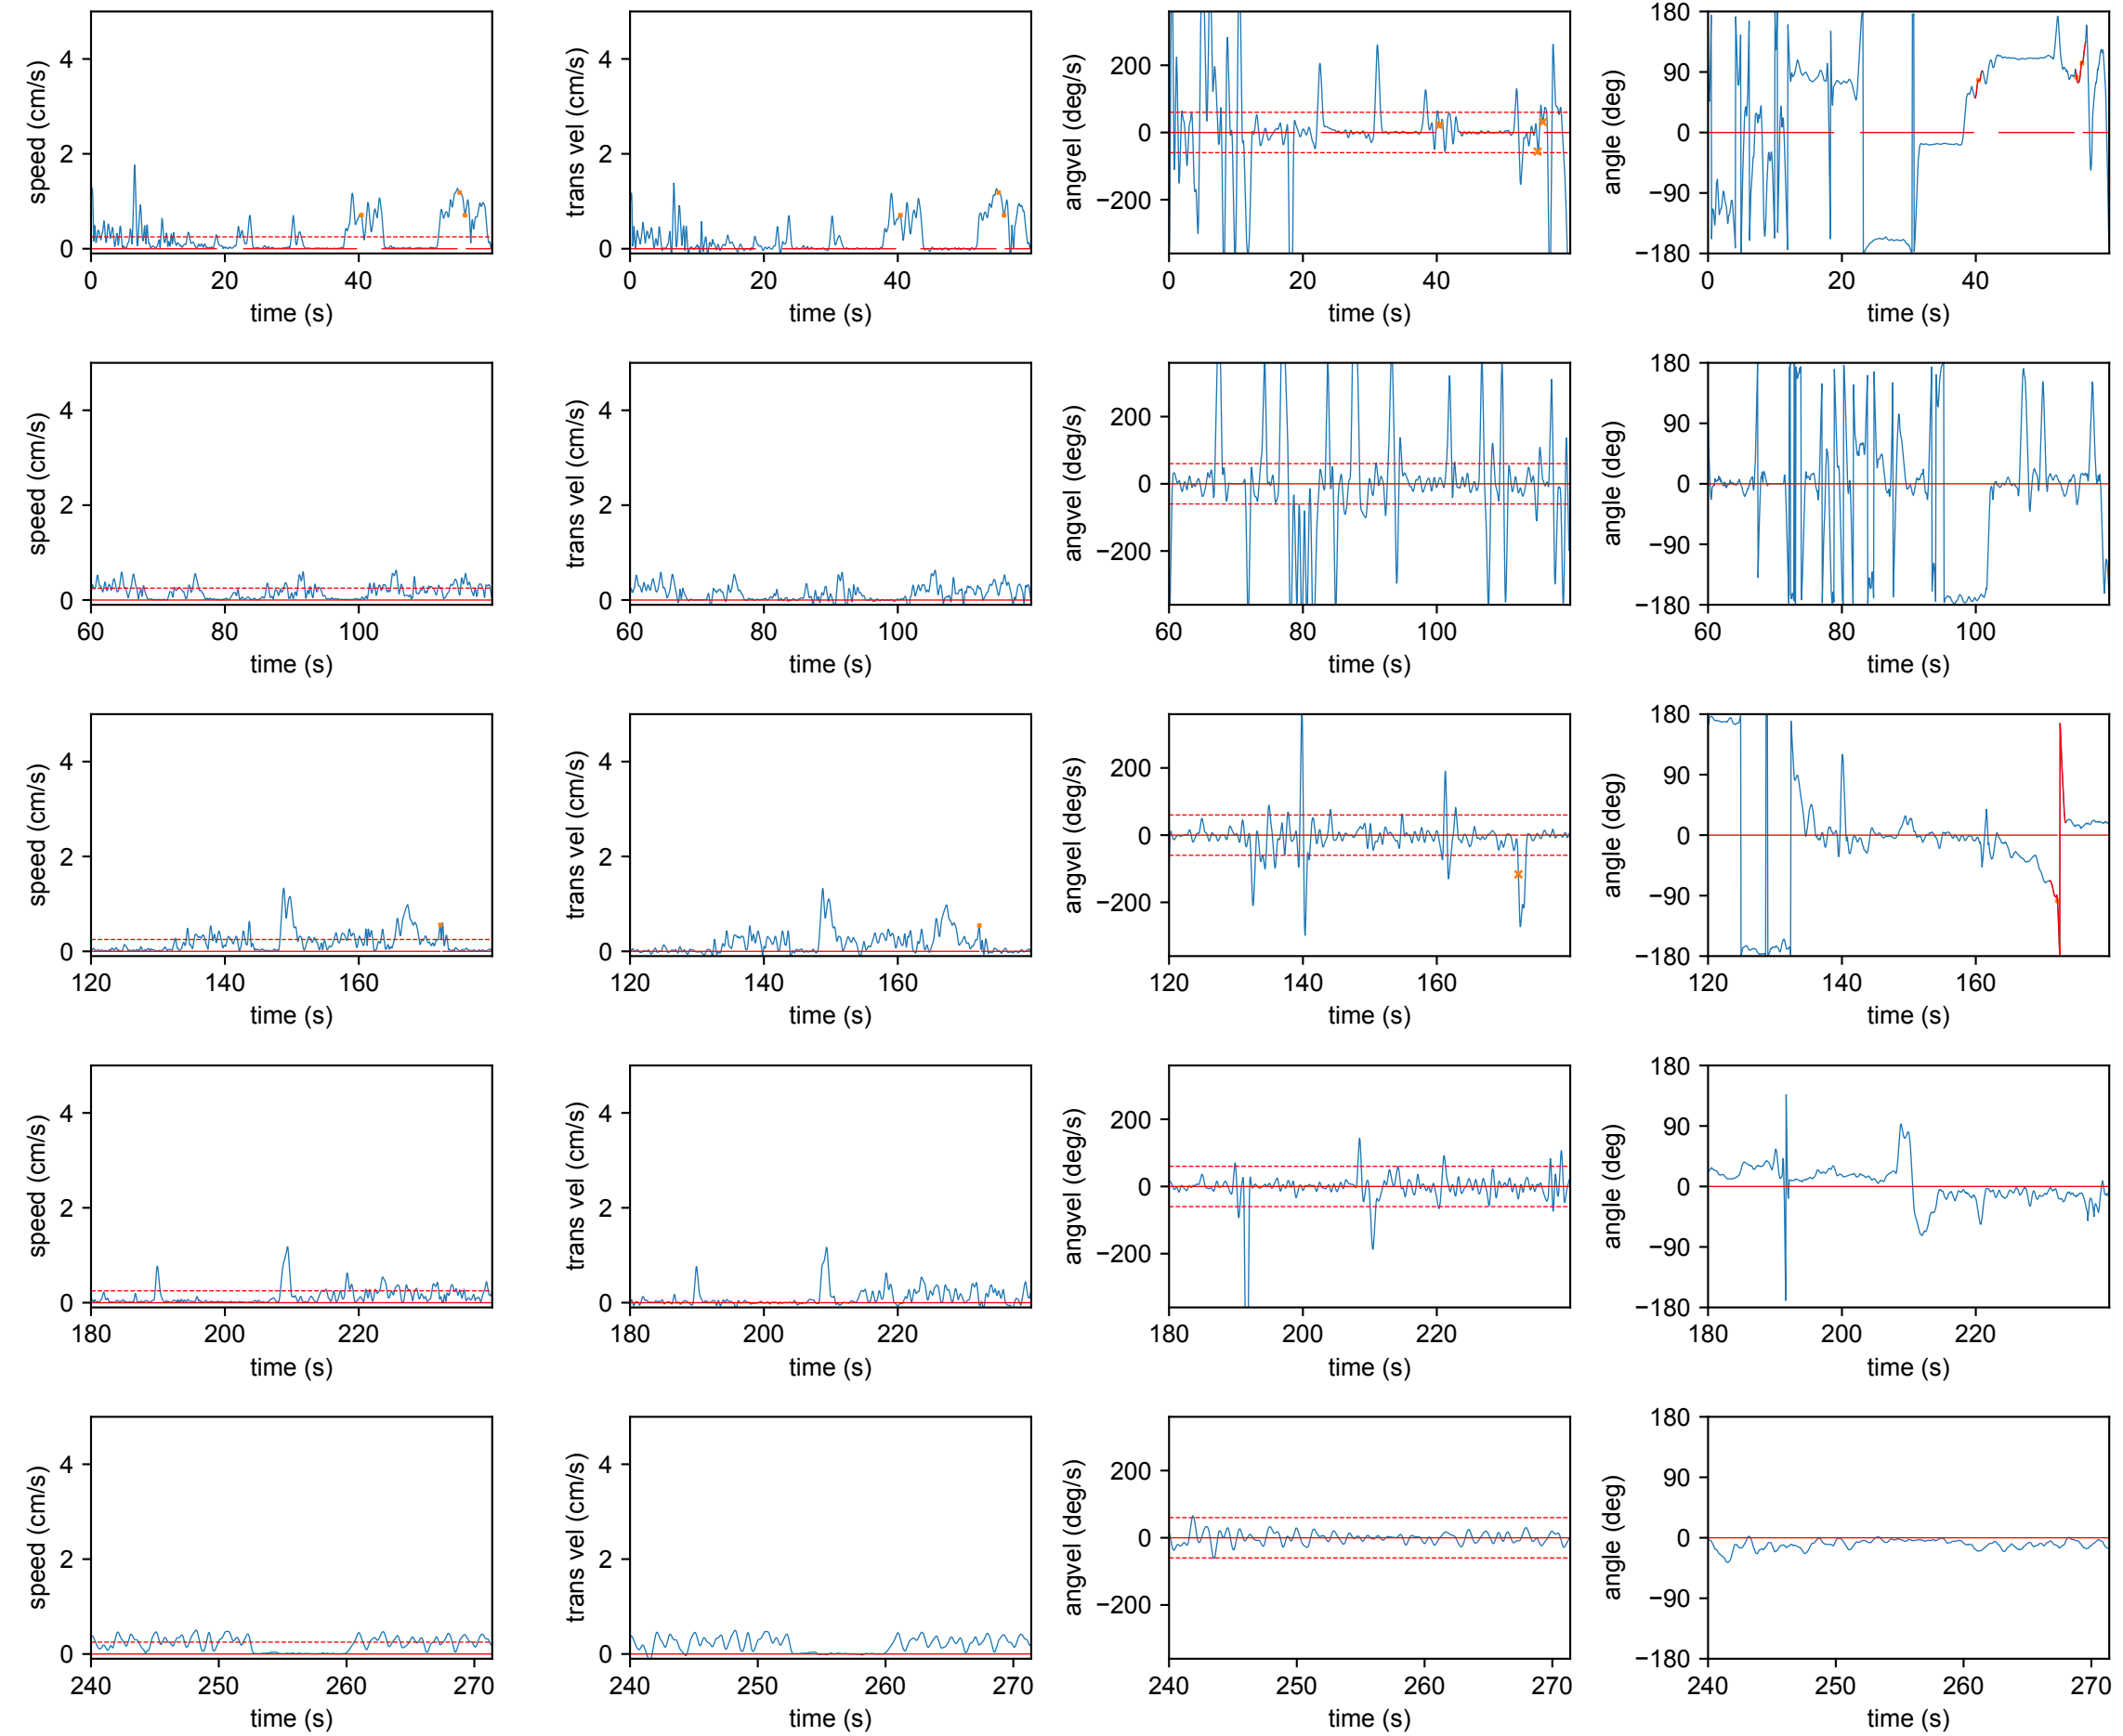 speed (cm/s)
4
2
0
0 20 40
time (s)
trans vel (cm/s)
4
2
0
0 20 40
time (s)
angvel (deg/s)
200
0
−200
0 20 40
time (s)
angle (deg)
180
90
0
−90
−180
0 20 40
time (s)
speed (cm/s)
4
2
0
60 80 100
time (s)
trans vel (cm/s)
4
2
0
60 80 100
time (s)
angvel (deg/s)
200
0
−200
60 80 100
time (s)
angle (deg)
180
90
0
−90
−180
60 80 100
time (s)
speed (cm/s)
4
2
0
120 140 160
time (s)
trans vel (cm/s)
4
2
0
120 140 160
time (s)
angvel (deg/s)
200
0
−200
120 140 160
time (s)
angle (deg)
180
90
0
−90
−180
120 140 160
time (s)
speed (cm/s)
4
2
0
180 200 220
time (s)
trans vel (cm/s)
4
2
0
180 200 220
time (s)
angvel (deg/s)
200
0
−200
180 200 220
time (s)
angle (deg)
180
90
0
−90
−180
180 200 220
time (s)
speed (cm/s)
4
2
0
240 250 260 270
time (s)
trans vel (cm/s)
4
2
0
240 250 260 270
time (s)
angvel (deg/s)
200
0
−200
240 250 260 270
time (s)
angle (deg)
180
90
0
−90
−180
240 250 260 270
time (s)